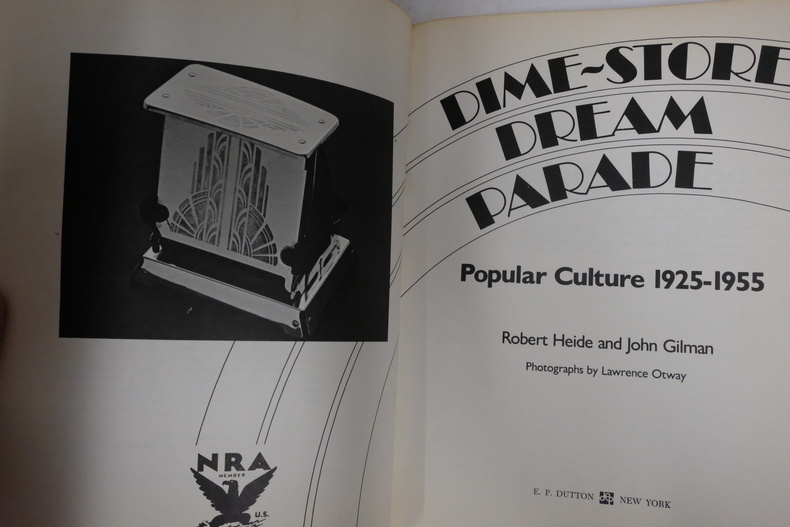 NRA
MEMBER
U.S.
DIME~STORE
DREAM
PARADE
Popular Culture 1925-1955
Robert Heide and John Gilman
Photographs by Lawrence Otway
E. P. DUTTON NEW YORK